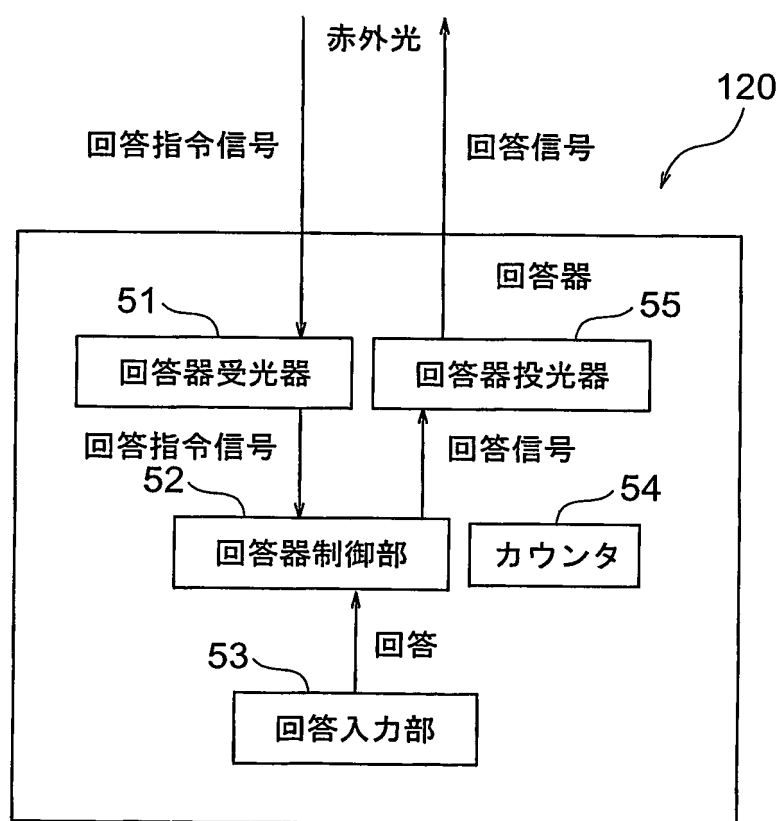 赤外光
120
回答指令信号
回答信号
回答器
51
55
回答器受光器
回答器投光器
回答指令信号
回答信号
52
54
回答器制御部
カウンタ
回答
53
回答入力部